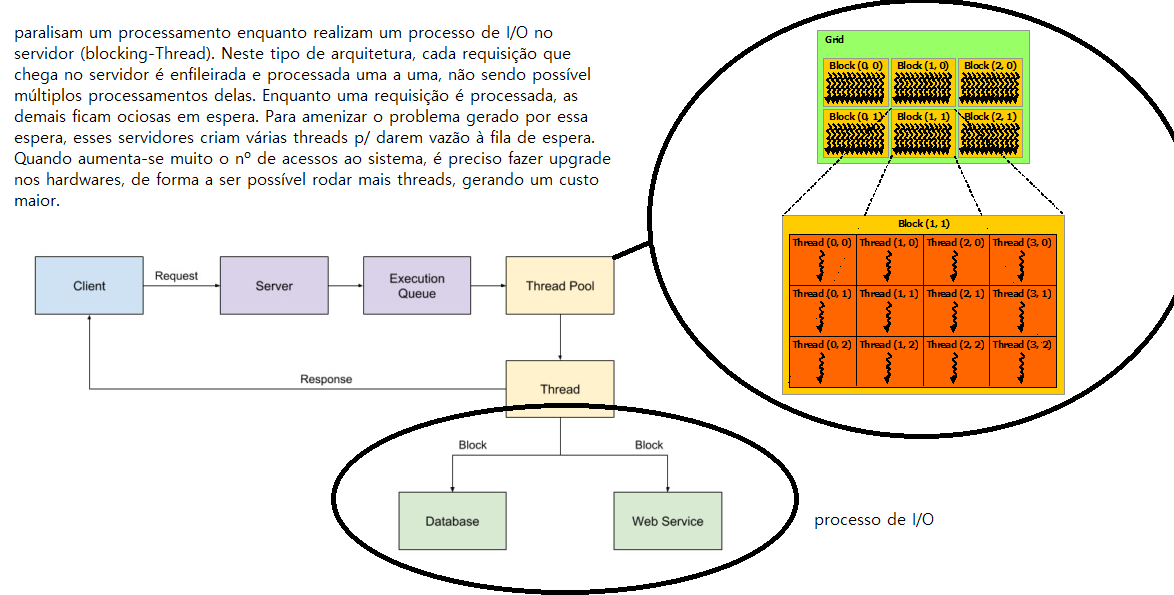 paralisam um processamento enquanto realizam um processo de I/O no
servidor (blocking-Thread). Neste tipo de arquitetura, cada requisição que
chega no servidor é enfileirada e processada uma a uma, não sendo possível
múltiplos processamentos delas. Enquanto uma requisição é processada, as
demais ficam ociosas em espera. Para amenizar o problema gerado por essa
espera, esses servidores criam várias threads p/ darem vazão à fila de espera.
Quando aumenta-se muito o nº de acessos ao sistema, é preciso fazer upgrade
nos hardwares, de forma a ser possível rodar mais threads, gerando um custo
maior.
Grid
Block (0, 0) Block (1, 0) Block (2, 0)
Block (0, 1) Block (1, 1) Block (2, 1)
Block (1, 1)
Thread (0, 0) Thread (1, 0) Thread (2, 0) Thread (3, 0)
Thread (0, 1) Thread (1, 1) Thread (2, 1) Thread (3, 1)
Thread (0, 2) Thread (1, 2) Thread (2, 2) Thread (3, 2)
Client
Request
Server
Execution
Queue
Thread Pool
Response
Thread
Block
Block
Database
Web Service
processo de I/O